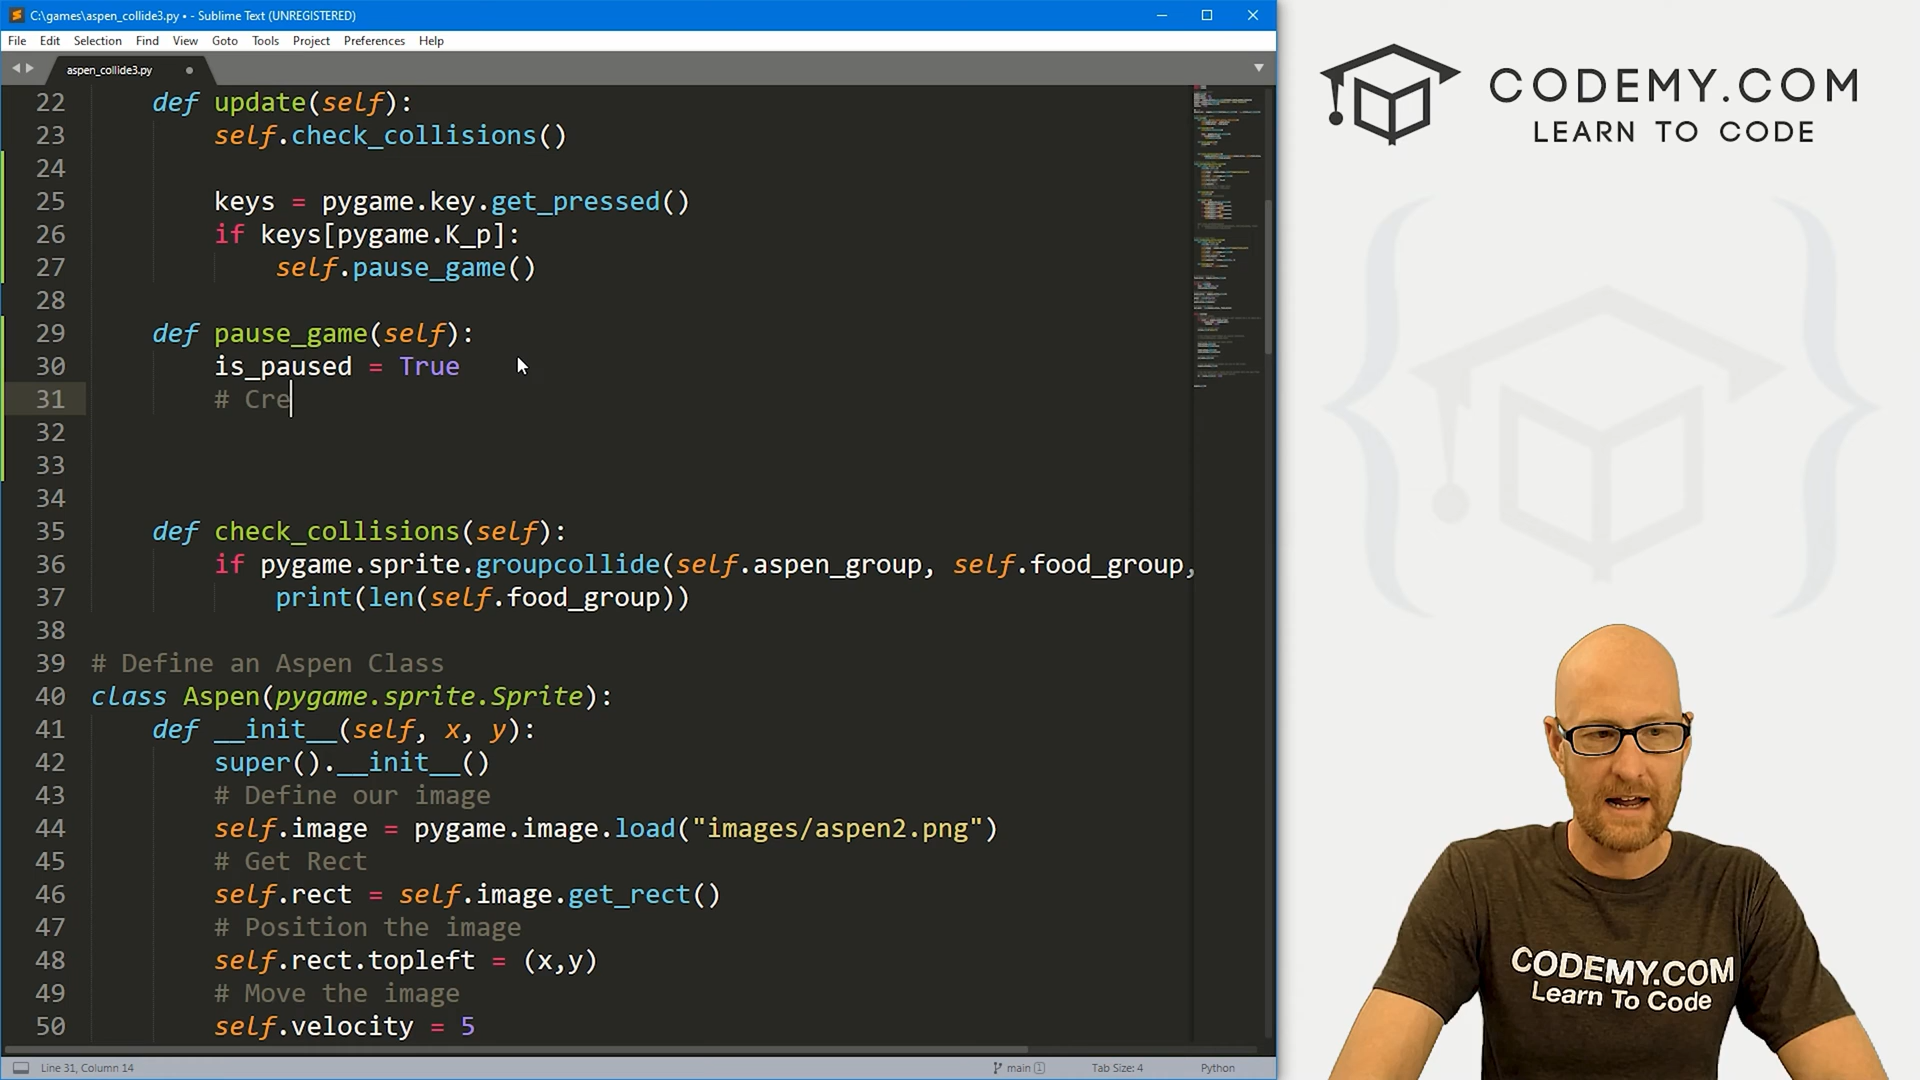 C:\games\aspen_collide3.py • - Sublime Text (UNREGISTERED)
File Edit Selection Find View Goto Tools Project Preferences Help
aspen_collide3.py
22 def update(self):
23 self.check_collisions()
24
25 keys = pygame.key.get_pressed()
26 if keys[pygame.K_p]:
27 self.pause_game()
28
29 def pause_game(self):
30 is_paused = True
31 # Cre
32
33
34
35 def check_collisions(self):
36 if pygame.sprite.groupcollide(self.aspen_group, self.food_group,
37 print(len(self.food_group))
38
39 # Define an Aspen Class
40 class Aspen(pygame.sprite.Sprite):
41 def __init__(self, x, y):
42 super().__init__()
43 # Define our image
44 self.image = pygame.image.load("images/aspen2.png")
45 # Get Rect
46 self.rect = self.image.get_rect()
47 # Position the image
48 self.rect.topleft = (x,y)
49 # Move the image
50 self.velocity = 5
Line 31, Column 14
main 1
Tab Size: 4
Python
CODEMY.COM
LEARN TO CODE
CODEMY.COM
Learn To Code